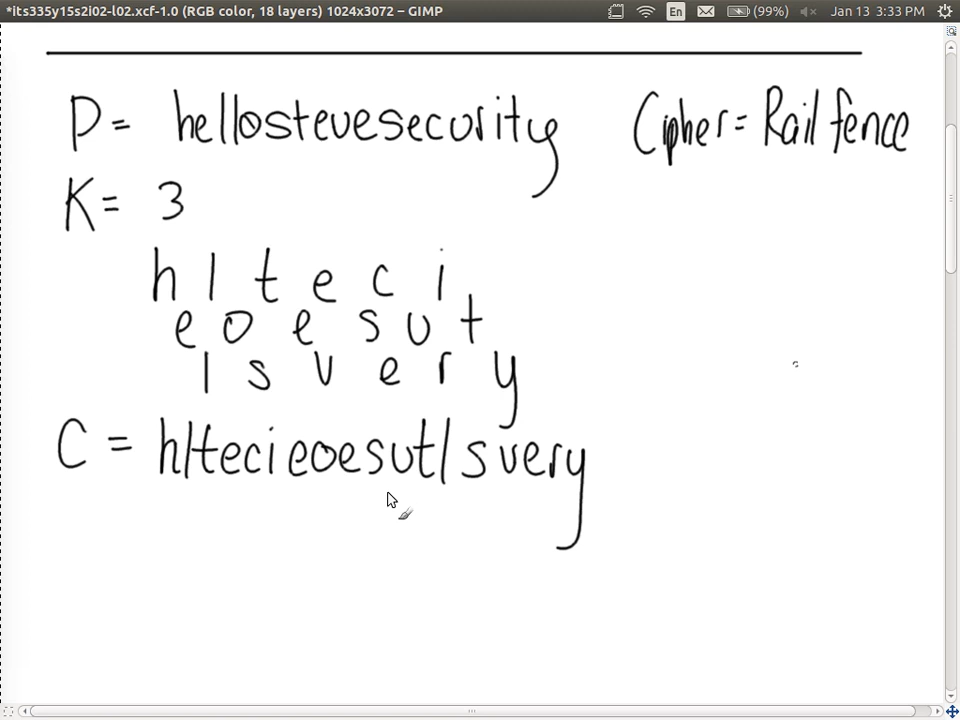 *its335y15s2i02-l02.xcf-1.0 (RGB color, 18 layers) 1024x3072 – GIMP En (99%) Jan 13 3:33 PM
P = hellostevesecurity Cipher = Rail fence
K = 3
h l t e c i
e o e s u t
l s v e r y
C = hltecieoesutlsvery